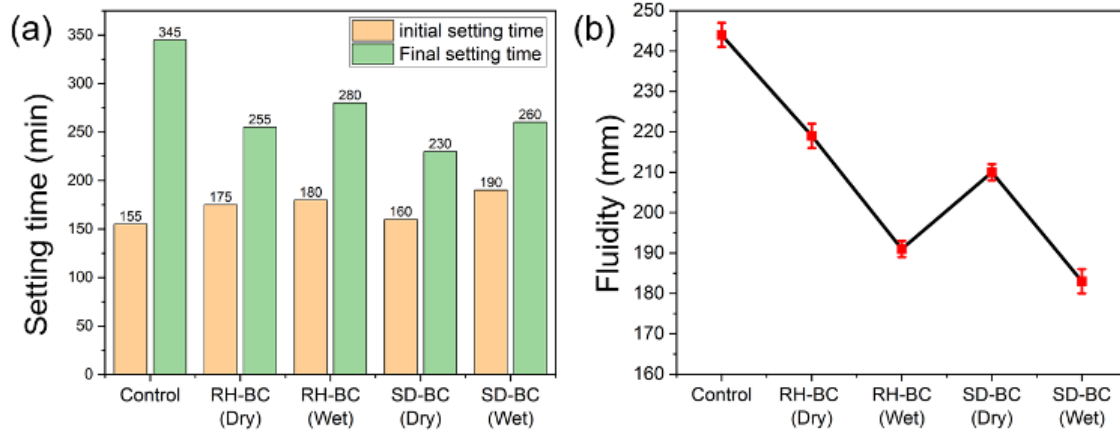 (a)
initial setting time
Final setting time
Setting time (min)
350
300
250
200
150
100
50
0
155
345
175
255
180
280
160
230
190
260
Control
RH-BC
(Dry)
RH-BC
(Wet)
SD-BC
(Dry)
SD-BC
(Wet)
(b)
Fluidity (mm)
250
240
230
220
210
200
190
180
170
160
Control
RH-BC
(Dry)
RH-BC
(Wet)
SD-BC
(Dry)
SD-BC
(Wet)